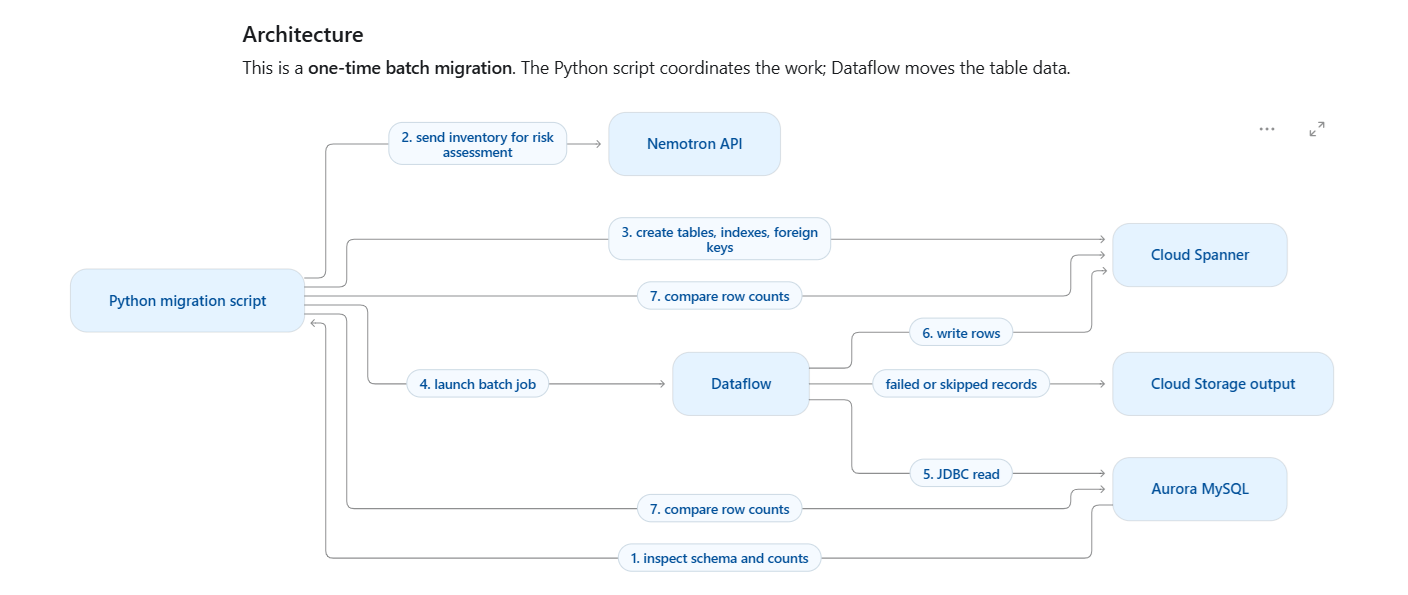 Architecture
This is a one-time batch migration. The Python script coordinates the work; Dataflow moves the table data.
2. send inventory for risk
assessment
Nemotron API
3. create tables, indexes, foreign
keys
Cloud Spanner
Python migration script
7. compare row counts
6. write rows
4. launch batch job
Dataflow
failed or skipped records
Cloud Storage output
5. JDBC read
Aurora MySQL
7. compare row counts
1. inspect schema and counts